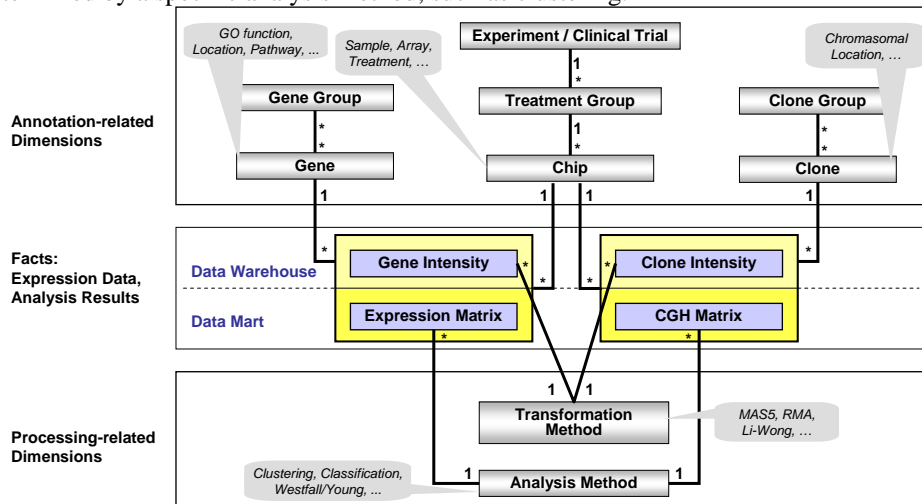 GO function,
Location, Pathway, ...
Sample, Array,
Treatment, …
Experiment / Clinical Trial
Chromasomal
Location, …
1
*
Gene Group
Treatment Group
Clone Group
Annotation-related
Dimensions
*
*
1
*
*
*
Gene
Chip
Clone
1
1
1
1
Facts:
Expression Data,
Analysis Results
Data Warehouse
*
Gene Intensity
*
*
*
*
Clone Intensity
*
Data Mart
Expression Matrix
CGH Matrix
*
*
1
1
Transformation
Method
MAS5, RMA,
Li-Wong, …
Processing-related
Dimensions
Clustering, Classification,
Westfall/Young, ...
1
Analysis Method
1